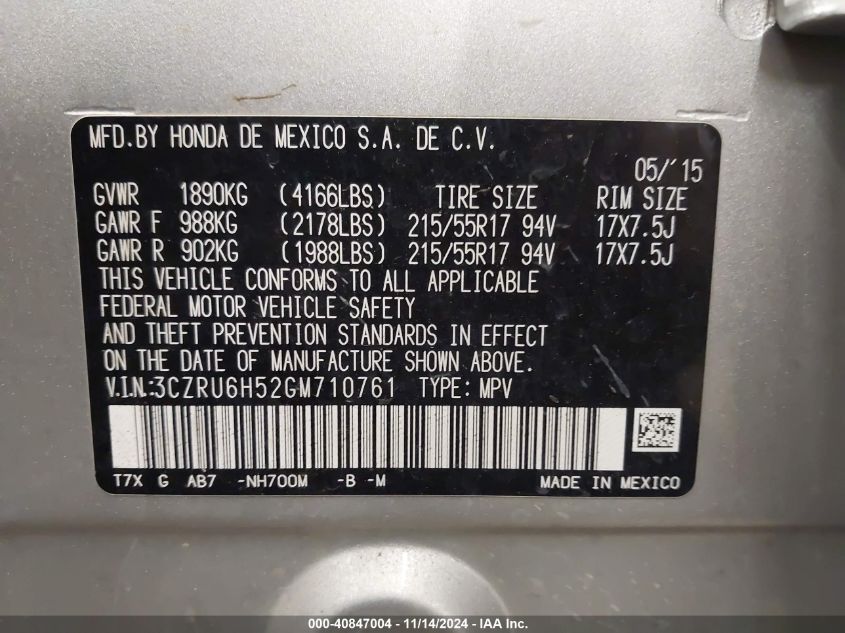 MFD.BY HONDA DE MEXICO S.A. DE C.V.
05/'15
GVWR 1890KG (4166LBS) TIRE SIZE RIM SIZE
GAWR F 988KG (2178LBS) 215/55R17 94V 17X7.5J
GAWR R 902KG (1988LBS) 215/55R17 94V 17X7.5J
THIS VEHICLE CONFORMS TO ALL APPLICABLE
FEDERAL MOTOR VEHICLE SAFETY
AND THEFT PREVENTION STANDARDS IN EFFECT
ON THE DATE OF MANUFACTURE SHOWN ABOVE.
V.I.N.:3CZRU6H52GM710761 TYPE: MPV
T7X G AB7 -NH700M -B -M MADE IN MEXICO
000-40847004 - 11/14/2024 - IAA Inc.